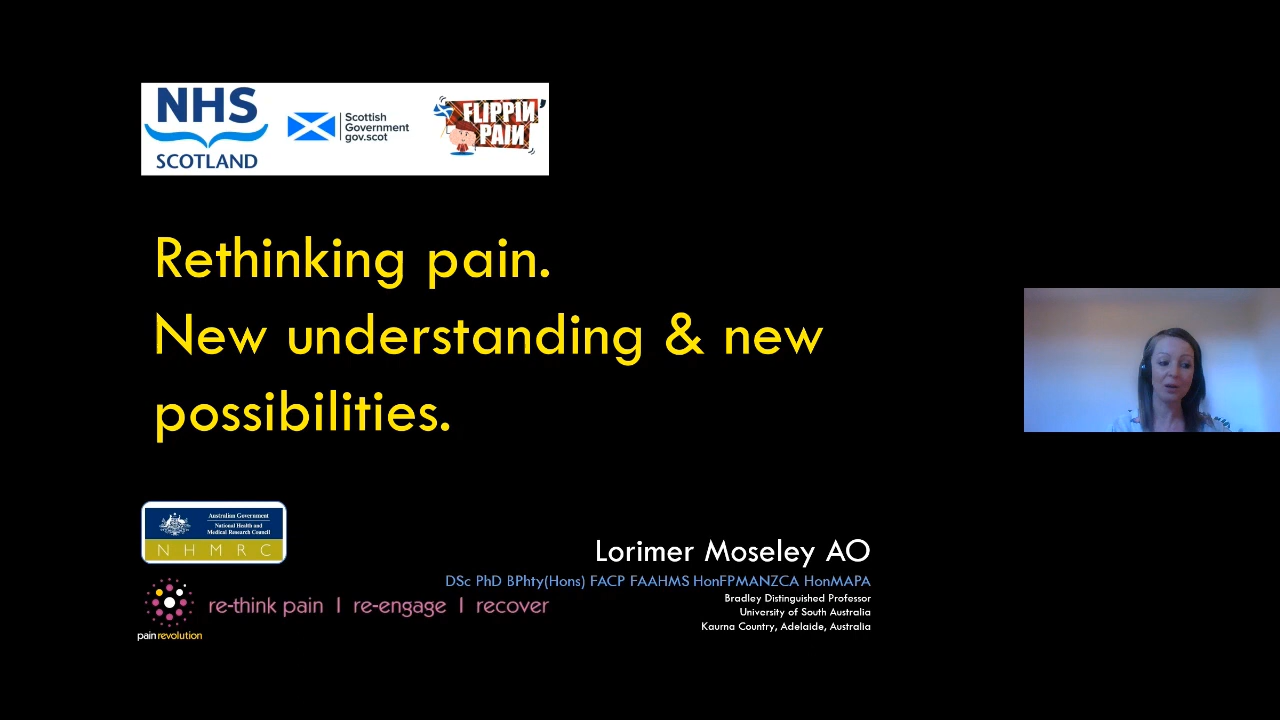 NHS
SCOTLAND
Scottish
Government
gov.scot
FLIPPIN'
PAIN
Rethinking pain.
New understanding & new
possibilities.
Australian Government
National Health and
Medical Research Council
NHMRC
Lorimer Moseley AO
DSc PhD BPhty(Hons) FACP FAAHMS HonFPMANZCA HonMAPA
Bradley Distinguished Professor
University of South Australia
Kaurna Country, Adelaide, Australia
re-think pain I re-engage I recover
painrevolution